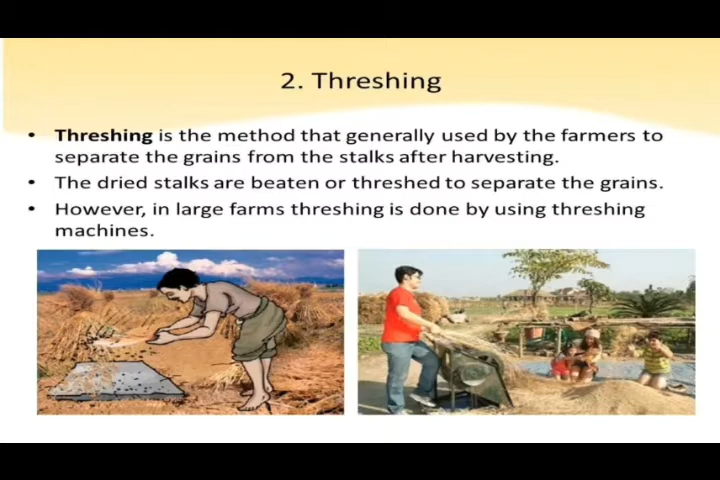 2. Threshing
• Threshing is the method that generally used by the farmers to
separate the grains from the stalks after harvesting.
• The dried stalks are beaten or threshed to separate the grains.
• However, in large farms threshing is done by using threshing
machines.